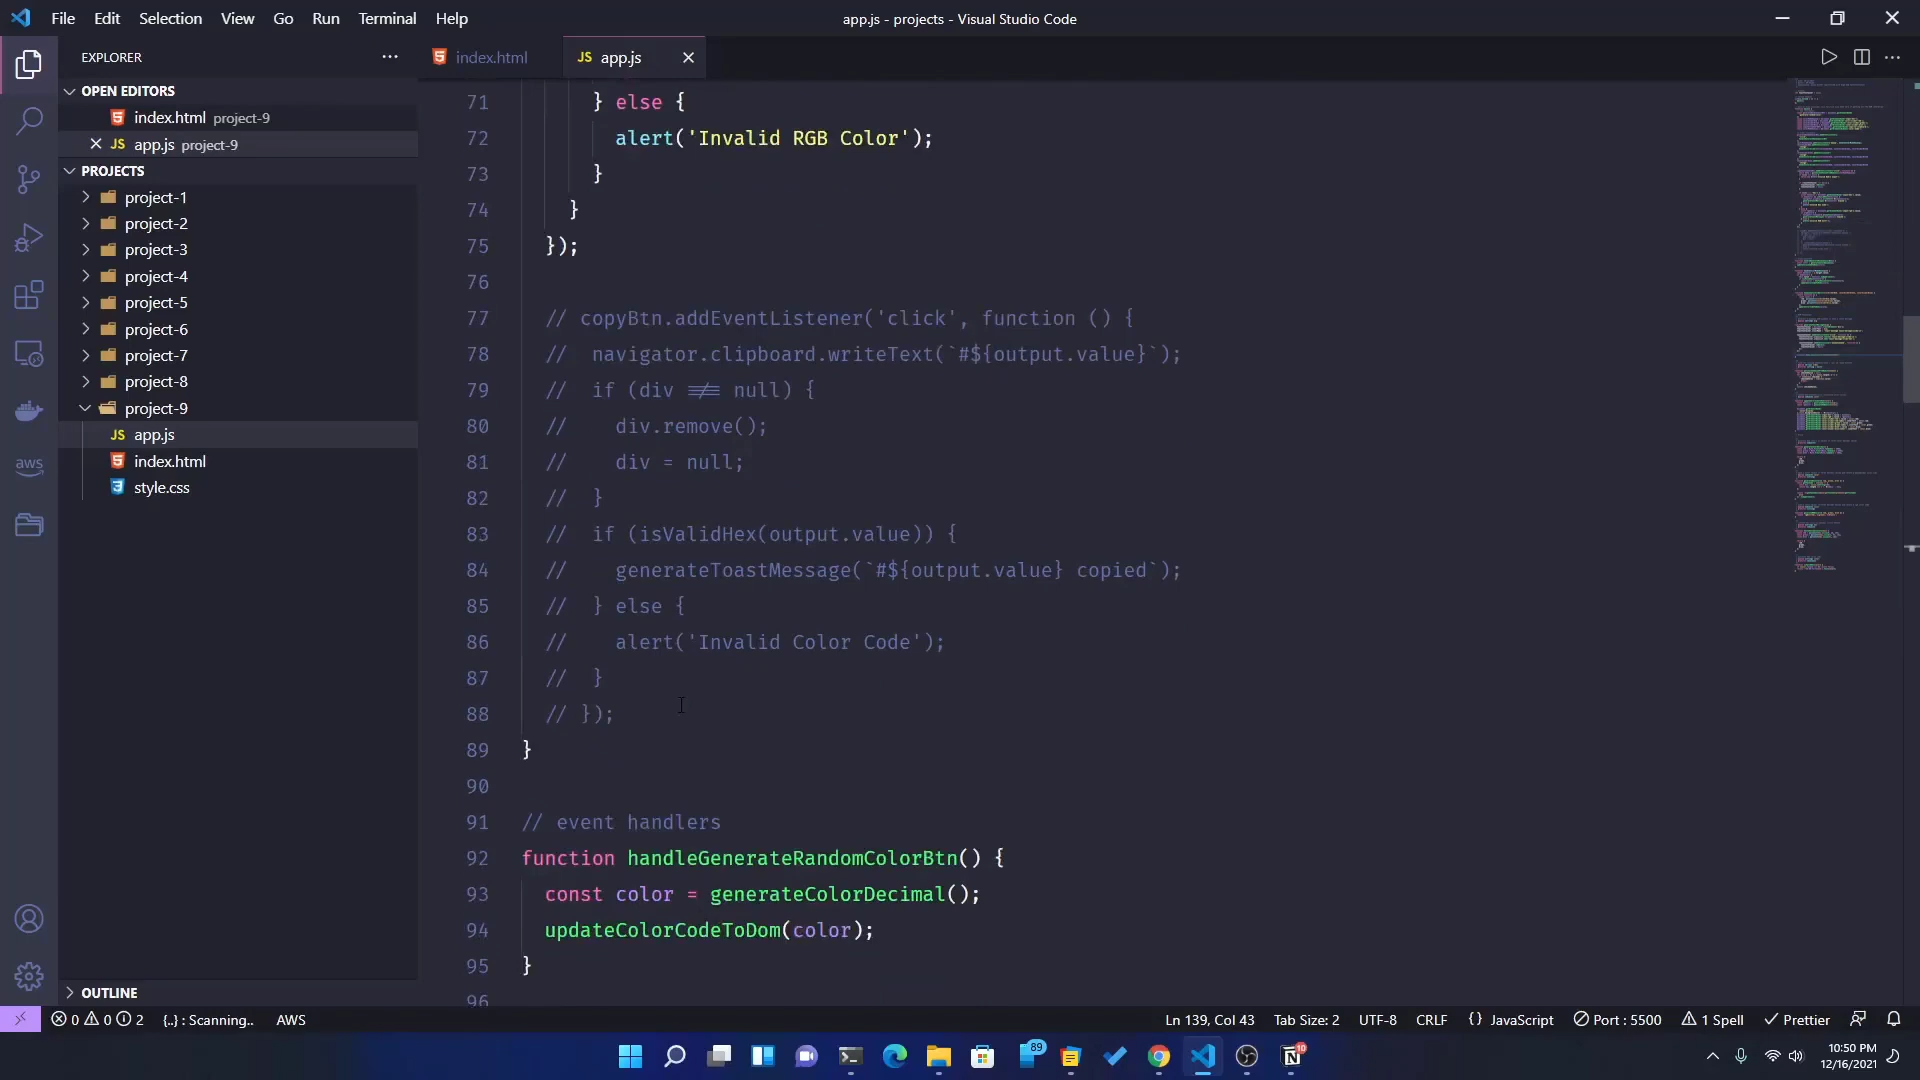 File Edit Selection View Go Run Terminal Help
app.js - projects - Visual Studio Code
EXPLORER
index.html
JS app.js
OPEN EDITORS
index.html project-9
JS app.js project-9
PROJECTS
project-1
project-2
project-3
project-4
project-5
project-6
project-7
project-8
project-9
JS app.js
index.html
style.css
OUTLINE
aws
71 } else {
72 alert('Invalid RGB Color');
73 }
74 }
75 });
76
77 // copyBtn.addEventListener('click', function () {
78 // navigator.clipboard.writeText(`#${output.value}`);
79 // if (div !== null) {
80 // div.remove();
81 // div = null;
82 // }
83 // if (isValidHex(output.value)) {
84 // generateToastMessage(`#${output.value} copied`);
85 // } else {
86 // alert('Invalid Color Code');
87 // }
88 // });
89 }
90
91 // event handlers
92 function handleGenerateRandomColorBtn() {
93 const color = generateColorDecimal();
94 updateColorCodeToDom(color);
95 }
96
0 0 2 {..} : Scanning.. AWS
Ln 139, Col 43 Tab Size: 2 UTF-8 CRLF {} JavaScript Port : 5500 1 Spell Prettier
89
10
10:50 PM
12/16/2021